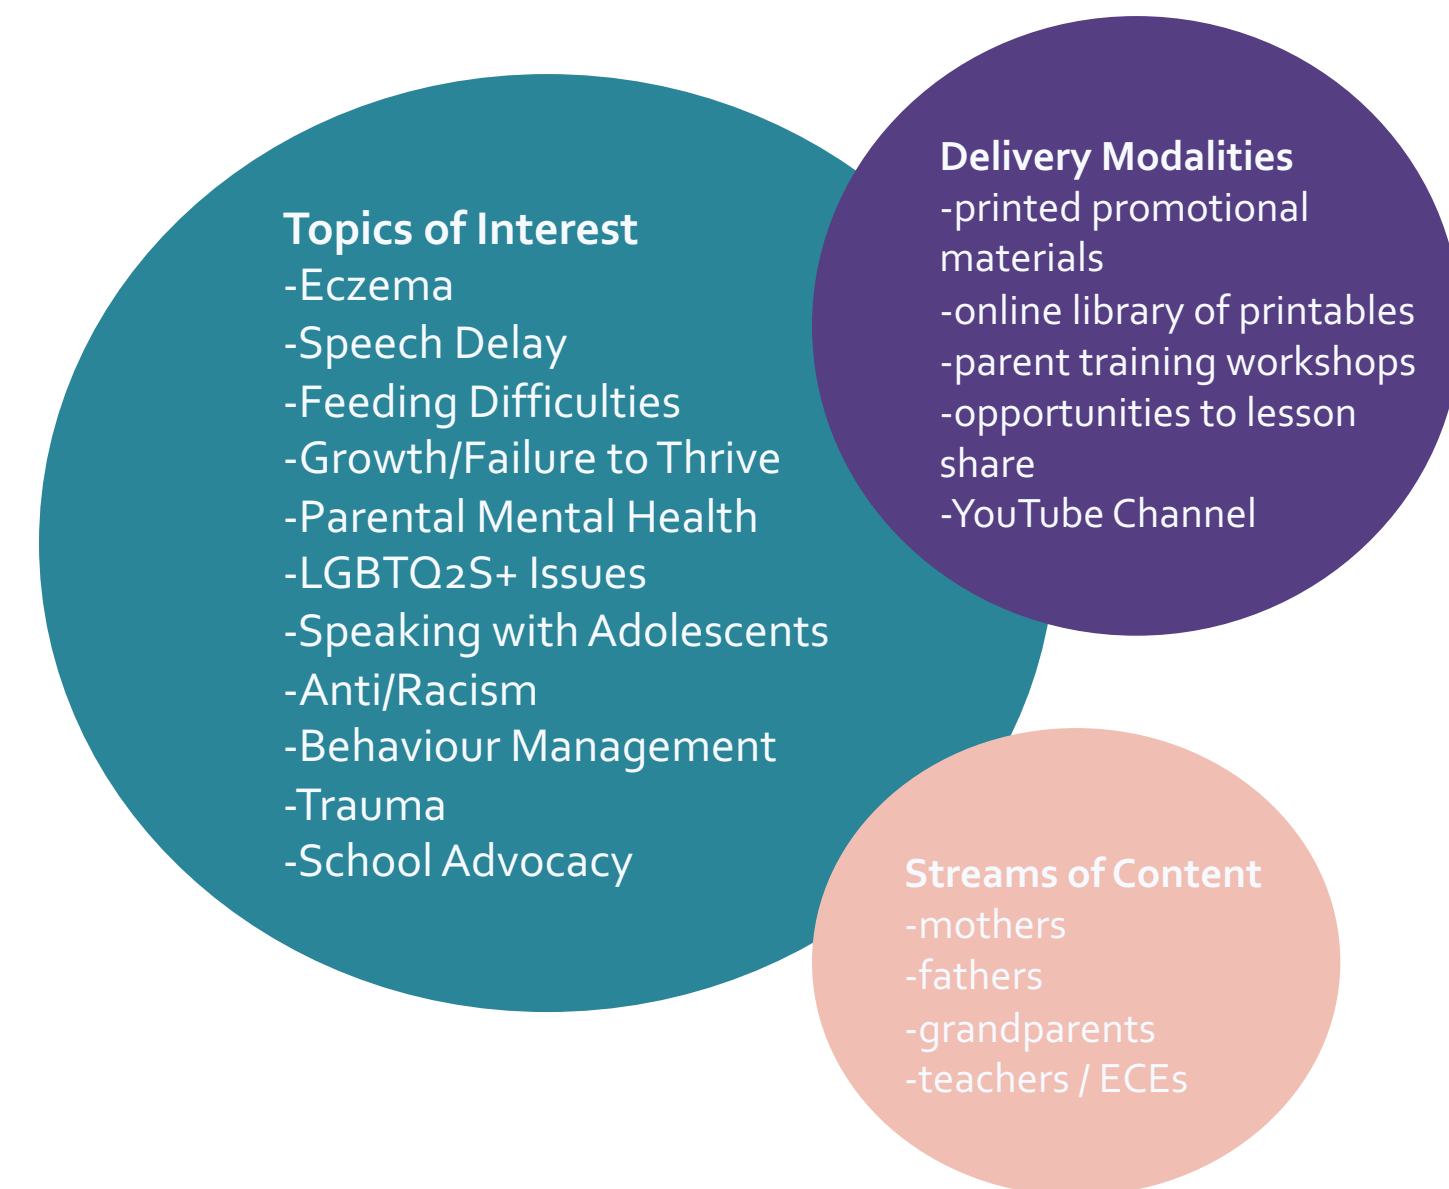 Topics of Interest
-Eczema
-Speech Delay
-Feeding Difficulties
-Growth/Failure to Thrive
-Parental Mental Health
-LGBTQ2S+ Issues
-Speaking with Adolescents
-Anti/Racism
-Behaviour Management
-Trauma
-School Advocacy
Delivery Modalities
-printed promotional
materials
-online library of printables
-parent training workshops
-opportunities to lesson
share
-YouTube Channel
Streams of Content
-mothers
-fathers
-grandparents
-teachers / ECEs